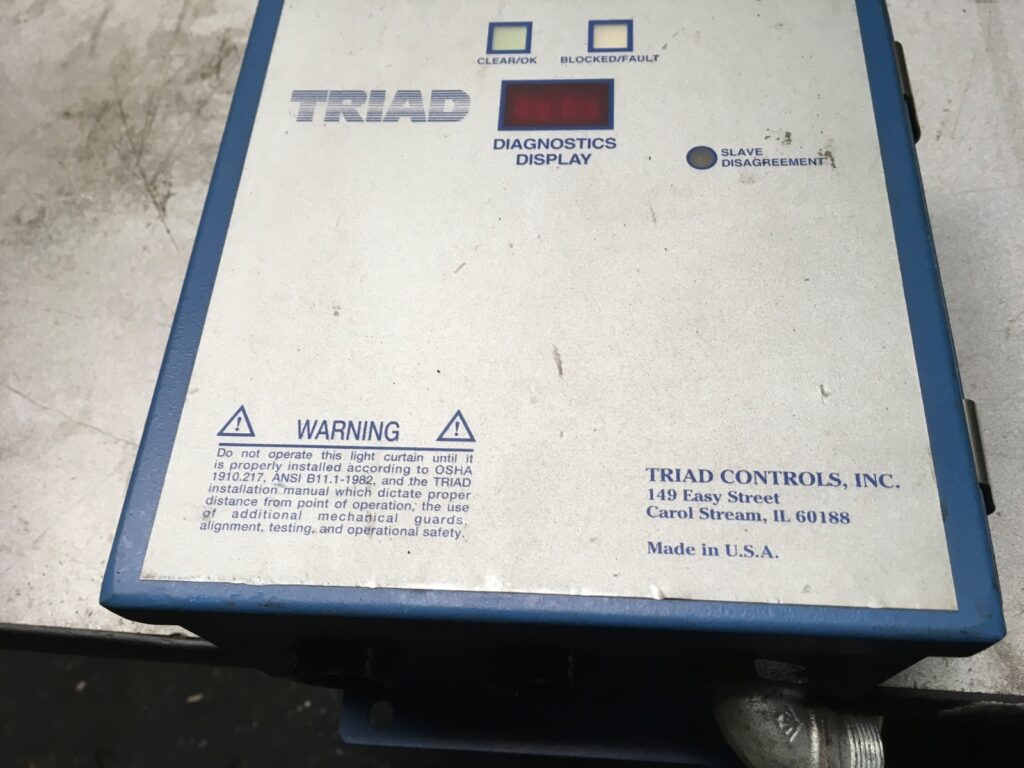 CLEAR/OK
BLOCKED/FAULT
TRIAD
DIAGNOSTICS
DISPLAY
SLAVE
DISAGREEMENT
WARNING
Do not operate this light curtain until it
is properly installed according to OSHA
1910.217, ANSI B11.1-1982, and the TRIAD
installation manual which dictate proper
distance from point of operation, the use
of additional mechanical guards,
alignment, testing, and operational safety.
TRIAD CONTROLS, INC.
149 Easy Street
Carol Stream, IL 60188
Made in U.S.A.